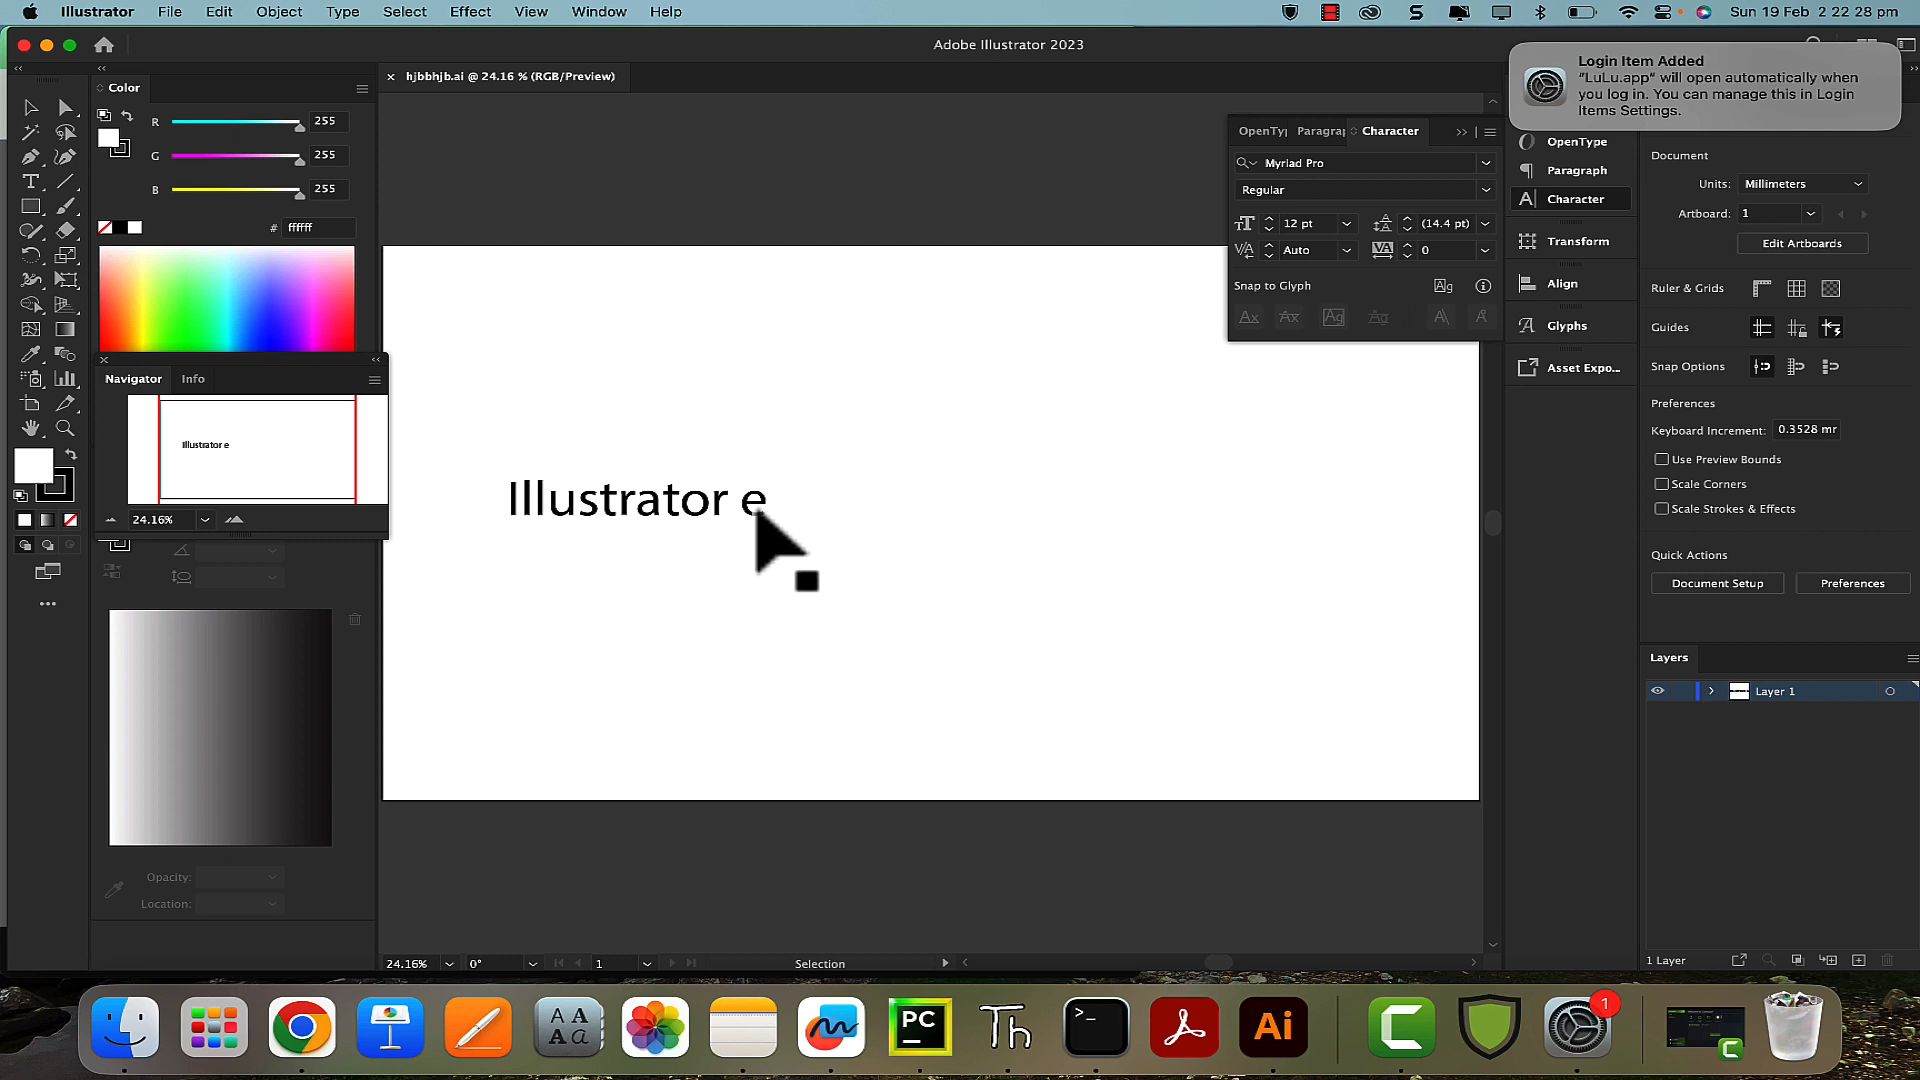 Illustrator File Edit Object Type Select Effect View Window Help
Sun 19 Feb 2 22 28 pm
Adobe Illustrator 2023
Login Item Added
"LuLu.app" will open automatically when
you log in. You can manage this in Login
Items Settings.
Color
hjbbhjb.ai @ 24.16 % (RGB/Preview)
R 255
G 255
B 255
# ffffff
OpenTy Paragra Character
Myriad Pro
Regular
12 pt (14.4 pt)
Auto 0
Snap to Glyph
OpenType
Paragraph
Character
Transform
Align
Glyphs
Asset Expo...
Document
Units: Millimeters
Artboard: 1
Edit Artboards
Ruler & Grids
Guides
Snap Options
Preferences
Keyboard Increment: 0.3528 mr
Use Preview Bounds
Scale Corners
Scale Strokes & Effects
Quick Actions
Document Setup Preferences
Navigator Info
Illustrator e
24.16%
Illustrator e
Opacity:
Location:
Layers
Layer 1
1 Layer
24.16% 0° 1 Selection
PC
Th
>_
Ai
C
1
C